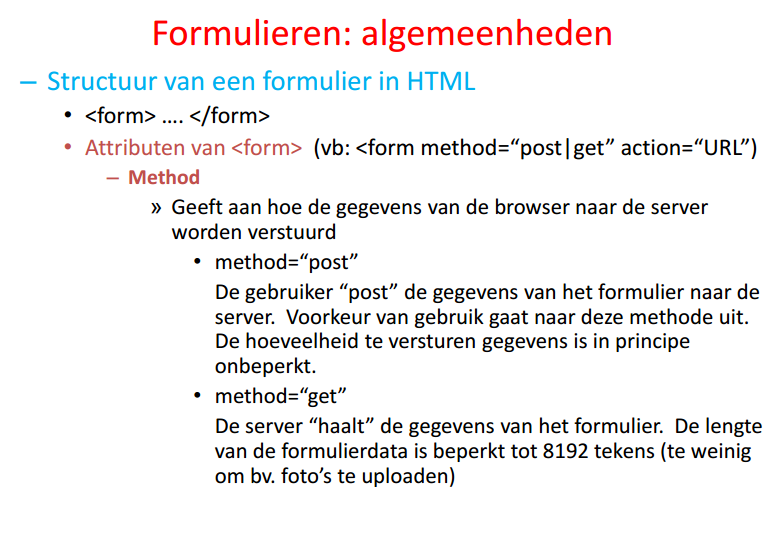 Formulieren: algemeenheden
– Structuur van een formulier in HTML
• <form> .... </form>
• Attributen van <form> (vb: <form method=“post|get” action=“URL”)
– Method
» Geeft aan hoe de gegevens van de browser naar de server
worden verstuurd
• method=“post”
De gebruiker “post” de gegevens van het formulier naar de
server. Voorkeur van gebruik gaat naar deze methode uit.
De hoeveelheid te versturen gegevens is in principe
onbeperkt.
• method=“get”
De server “haalt” de gegevens van het formulier. De lengte
van de formulierdata is beperkt tot 8192 tekens (te weinig
om bv. foto’s te uploaden)